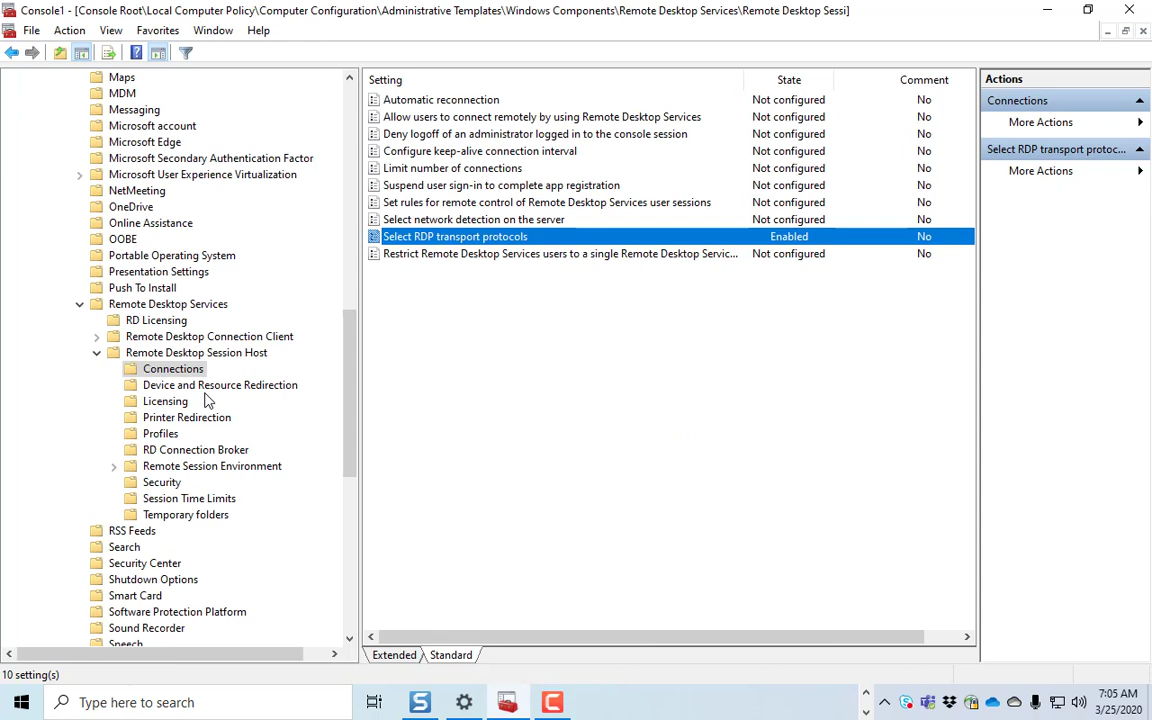 Console1 - [Console Root\Local Computer Policy\Computer Configuration\Administrative Templates\Windows Components\Remote Desktop Services\Remote Desktop Sessi]
File Action View Favorites Window Help
Maps
MDM
Messaging
Microsoft account
Microsoft Edge
Microsoft Secondary Authentication Factor
Microsoft User Experience Virtualization
NetMeeting
OneDrive
Online Assistance
OOBE
Portable Operating System
Presentation Settings
Push To Install
Remote Desktop Services
RD Licensing
Remote Desktop Connection Client
Remote Desktop Session Host
Connections
Device and Resource Redirection
Licensing
Printer Redirection
Profiles
RD Connection Broker
Remote Session Environment
Security
Session Time Limits
Temporary folders
RSS Feeds
Search
Security Center
Shutdown Options
Smart Card
Software Protection Platform
Sound Recorder
Speech
Setting State Comment
Automatic reconnection Not configured No
Allow users to connect remotely by using Remote Desktop Services Not configured No
Deny logoff of an administrator logged in to the console session Not configured No
Configure keep-alive connection interval Not configured No
Limit number of connections Not configured No
Suspend user sign-in to complete app registration Not configured No
Set rules for remote control of Remote Desktop Services user sessions Not configured No
Select network detection on the server Not configured No
Select RDP transport protocols Enabled No
Restrict Remote Desktop Services users to a single Remote Desktop Servic... Not configured No
Extended Standard
Actions
Connections
More Actions
Select RDP transport protoc...
More Actions
10 setting(s)
Type here to search
7:05 AM
3/25/2020